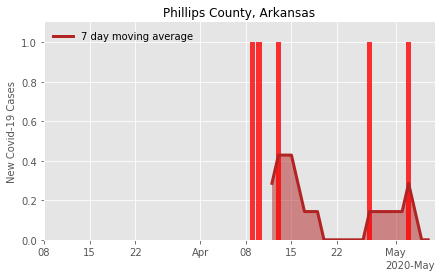 Phillips County, Arkansas
7 day moving average
New Covid-19 Cases
1.0
0.8
0.6
0.4
0.2
0.0
08 15 22 Apr 08 15 22 May
2020-May